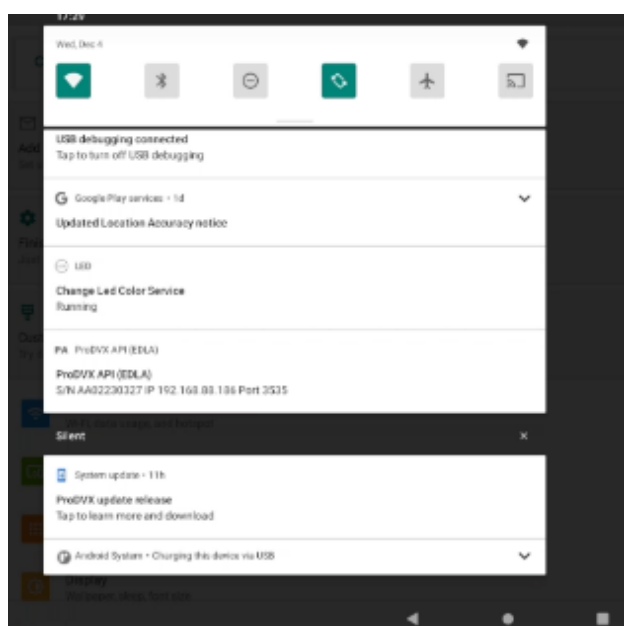 17:29
Wed, Dec 4
USB debugging connected
Tap to turn off USB debugging
Google Play services • 1d
Updated Location Accuracy notice
LED
Change Led Color Service
Running
PA ProDVX API (EDLA)
ProDVX API (EDLA)
S/N AA02230327 IP 192.168.88.186 Port 3535
Silent
System update • 11h
ProDVX update release
Tap to learn more and download
Android System • Charging this device via USB
Display
Wallpaper, sleep, font size